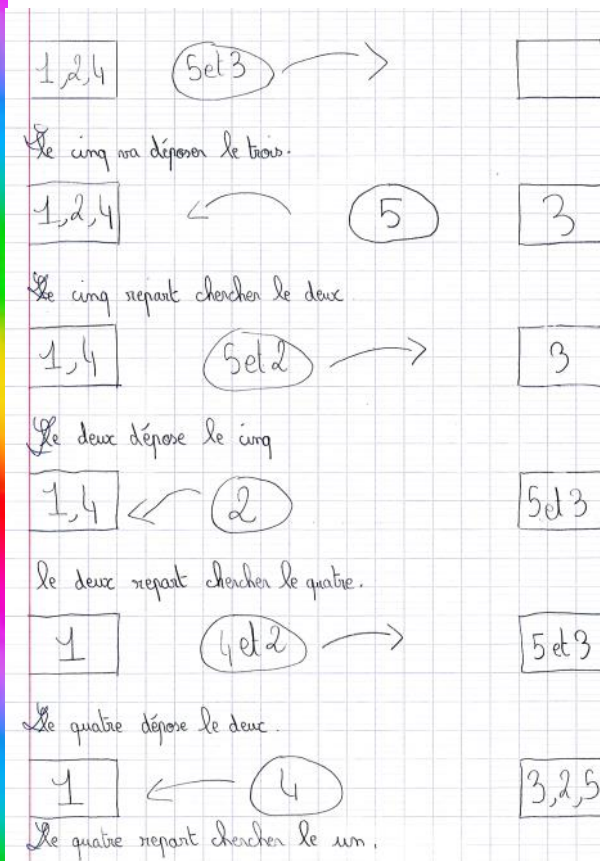 1,2,4 5et3
Le cinq va déposer le trois.
1,2,4 5 3
Le cinq repart chercher le deux.
1,4 5et2 3
Le deux dépose le cinq
1,4 2 5et3
le deux repart chercher le quatre.
1 4et2 5et3
Le quatre dépose le deux.
1 4 3,2,5
Le quatre repart chercher le un.